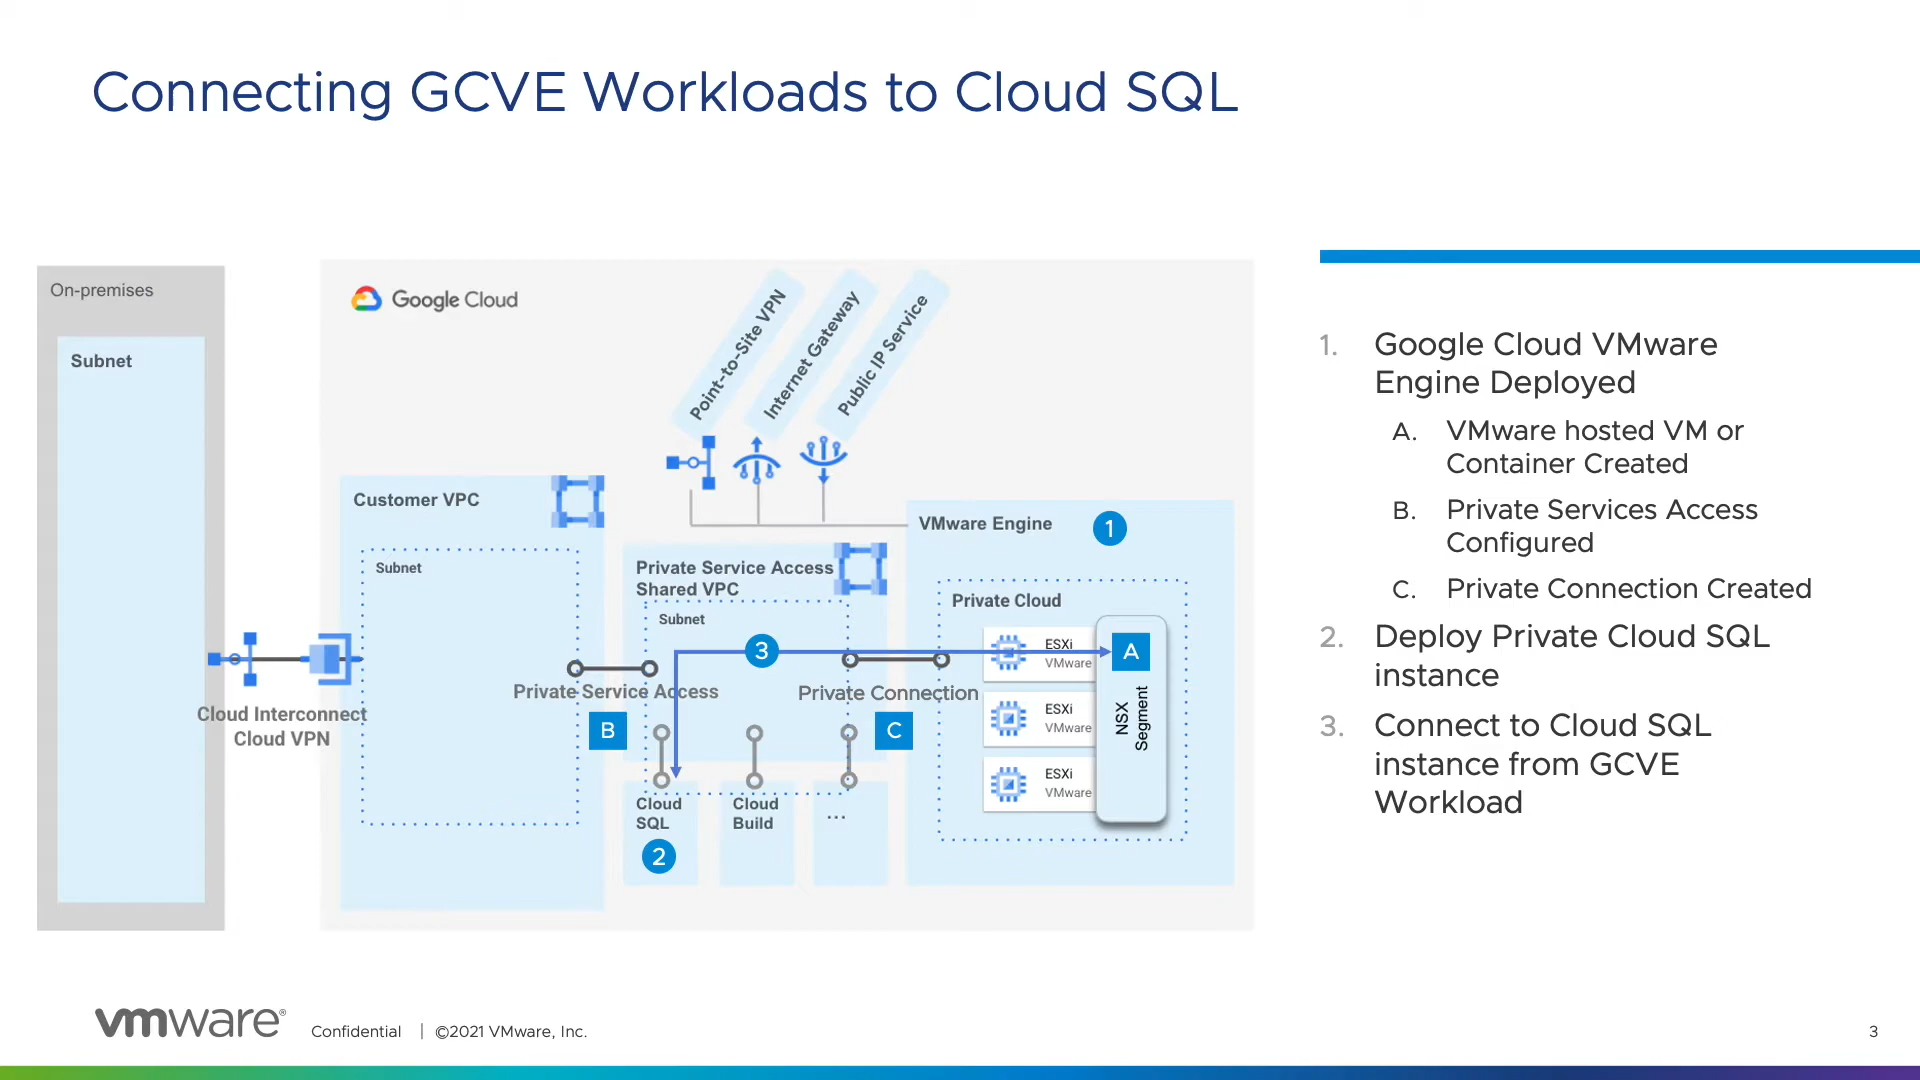 Connecting GCVE Workloads to Cloud SQL
On-premises
Subnet
Google Cloud
Point-to-Site VPN
Internet Gateway
Public IP Service
Customer VPC
Subnet
Cloud Interconnect
Cloud VPN
Private Service Access
Shared VPC
Subnet
3
Private Service Access
B
Private Connection
C
Cloud
SQL
2
Cloud
Build
...
VMware Engine
1
Private Cloud
ESXi
VMware
ESXi
VMware
ESXi
VMware
A
NSX
Segment
1. Google Cloud VMware
Engine Deployed
A. VMware hosted VM or
Container Created
B. Private Services Access
Configured
C. Private Connection Created
2. Deploy Private Cloud SQL
instance
3. Connect to Cloud SQL
instance from GCVE
Workload
vmware® Confidential | ©2021 VMware, Inc.
3